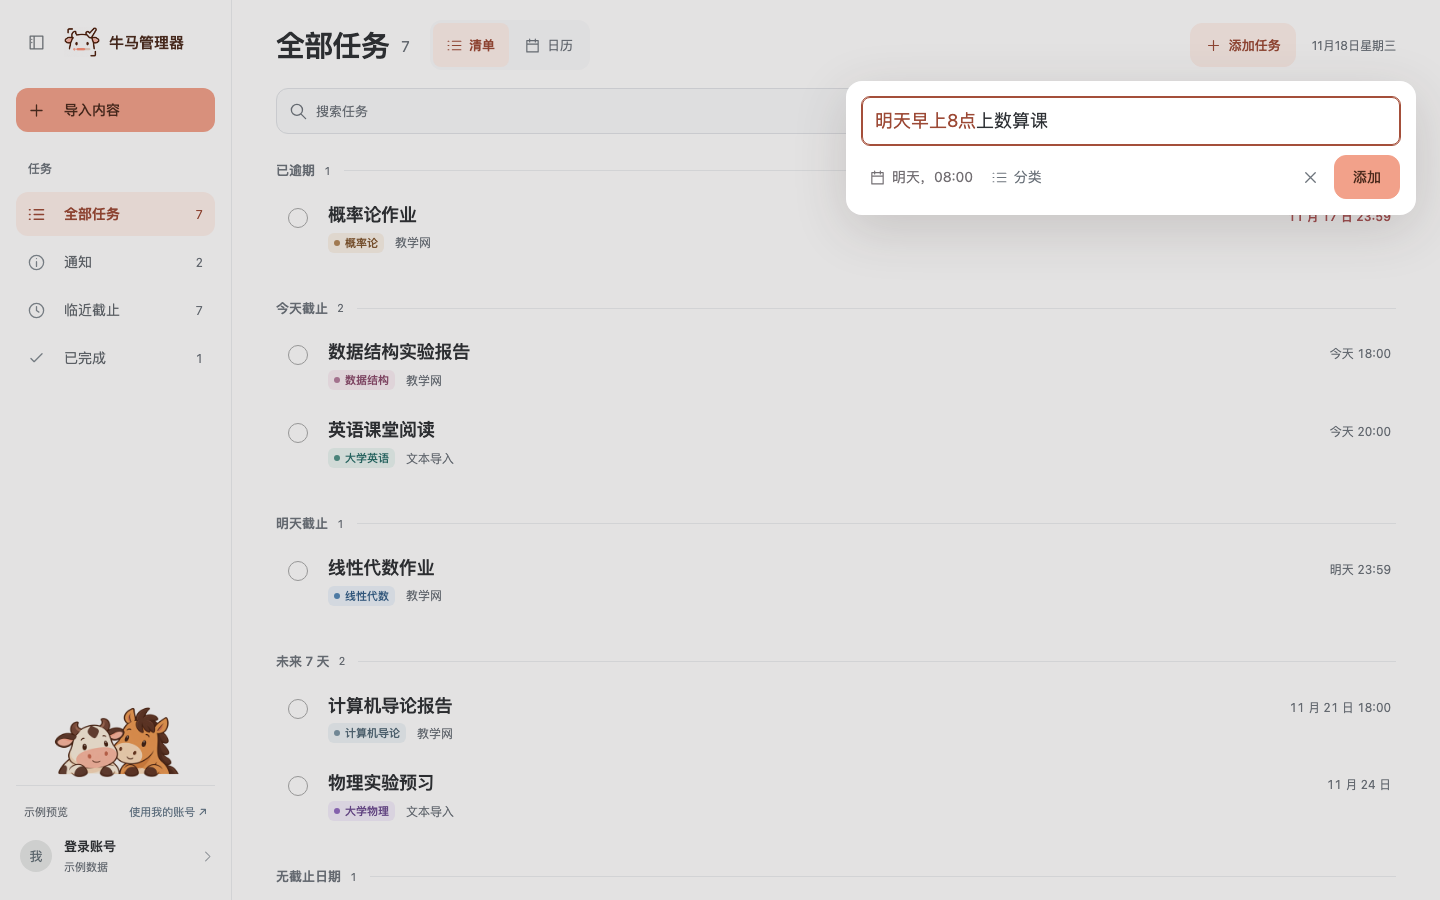 牛马管理器
导入内容
任务
全部任务 7
通知 2
临近截止 7
已完成 1
示例预览 使用我的账号
我
登录账号
示例数据
全部任务 7
清单
日历
添加任务
11月18日星期三
搜索任务
明天早上8点上数算课
明天，08:00
分类
添加
已逾期 1
概率论作业
11 月 17 日 23:59
概率论 教学网
今天截止 2
数据结构实验报告
今天 18:00
数据结构 教学网
英语课堂阅读
今天 20:00
大学英语 文本导入
明天截止 1
线性代数作业
明天 23:59
线性代数 教学网
未来 7 天 2
计算机导论报告
11 月 21 日 18:00
计算机导论 教学网
物理实验预习
11 月 24 日
大学物理 文本导入
无截止日期 1